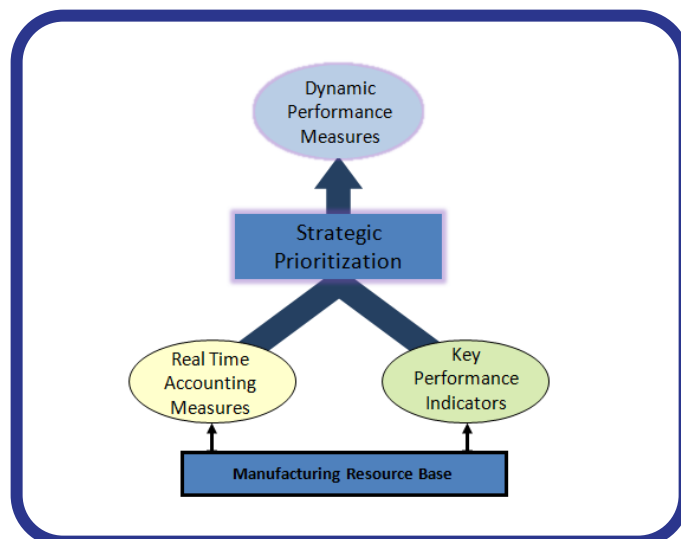 Dynamic
Performance
Measures
Strategic
Prioritization
Real Time
Accounting
Measures
Key
Performance
Indicators
Manufacturing Resource Base